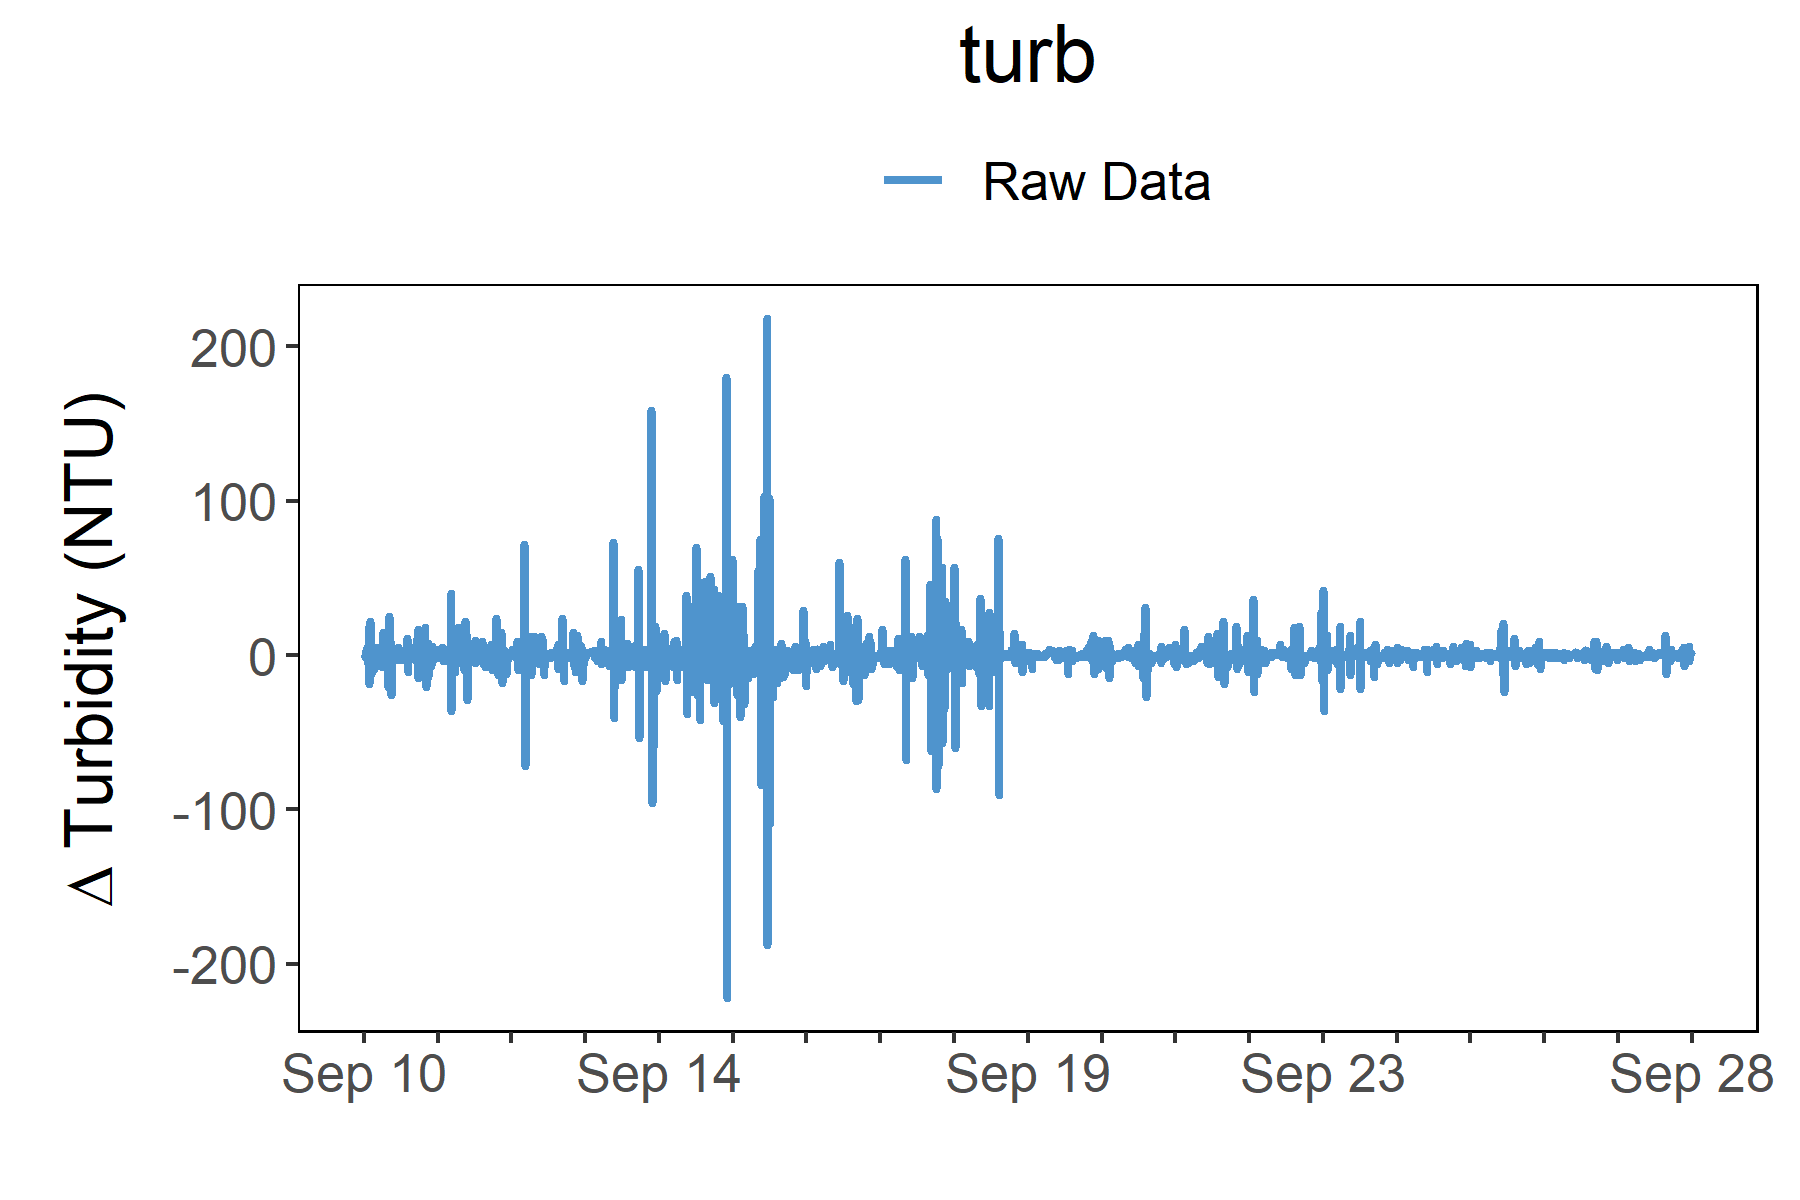 turb
Raw Data
Δ Turbidity (NTU)
200
100
0
-100
-200
Sep 10 Sep 14 Sep 19 Sep 23 Sep 28